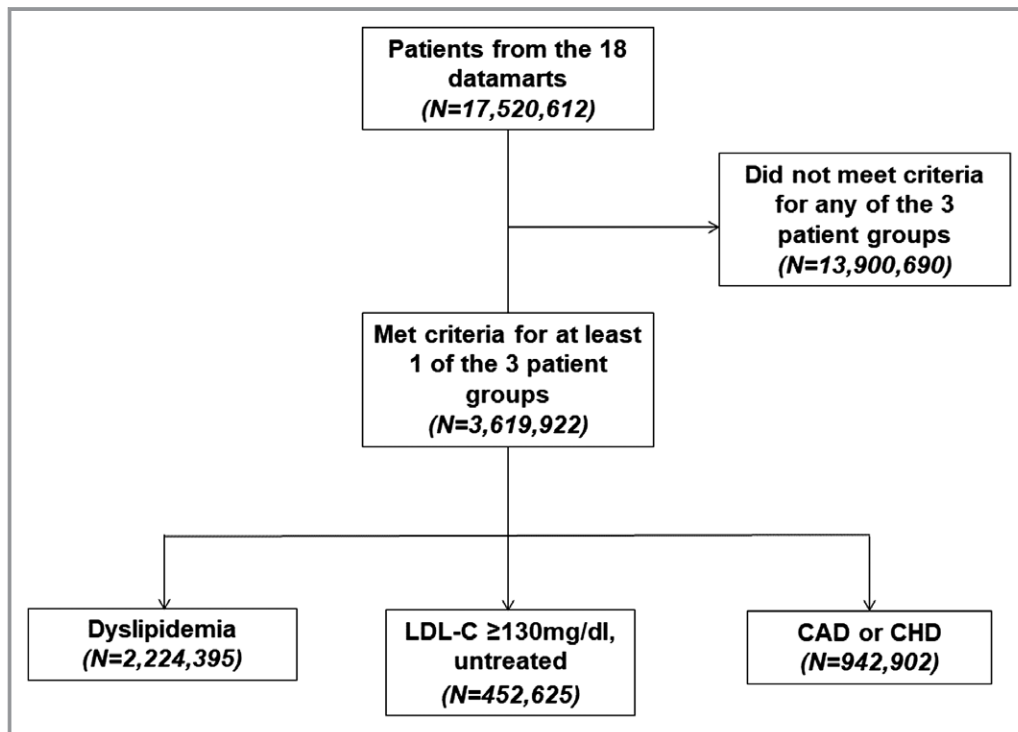 Patients from the 18
datamarts
(N=17,520,612)
Did not meet criteria
for any of the 3
patient groups
(N=13,900,690)
Met criteria for at least
1 of the 3 patient
groups
(N=3,619,922)
Dyslipidemia
(N=2,224,395)
LDL-C ≥130mg/dl,
untreated
(N=452,625)
CAD or CHD
(N=942,902)